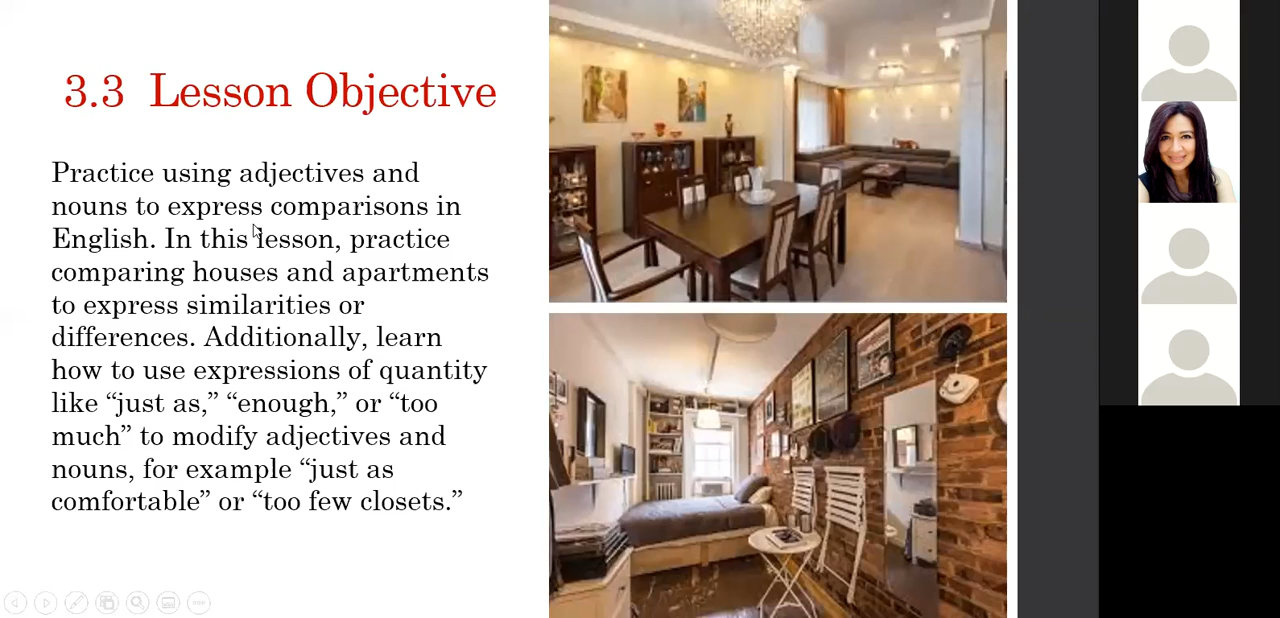 3.3 Lesson Objective
Practice using adjectives and
nouns to express comparisons in
English. In this lesson, practice
comparing houses and apartments
to express similarities or
differences. Additionally, learn
how to use expressions of quantity
like “just as,” “enough,” or “too
much” to modify adjectives and
nouns, for example “just as
comfortable” or “too few closets.”